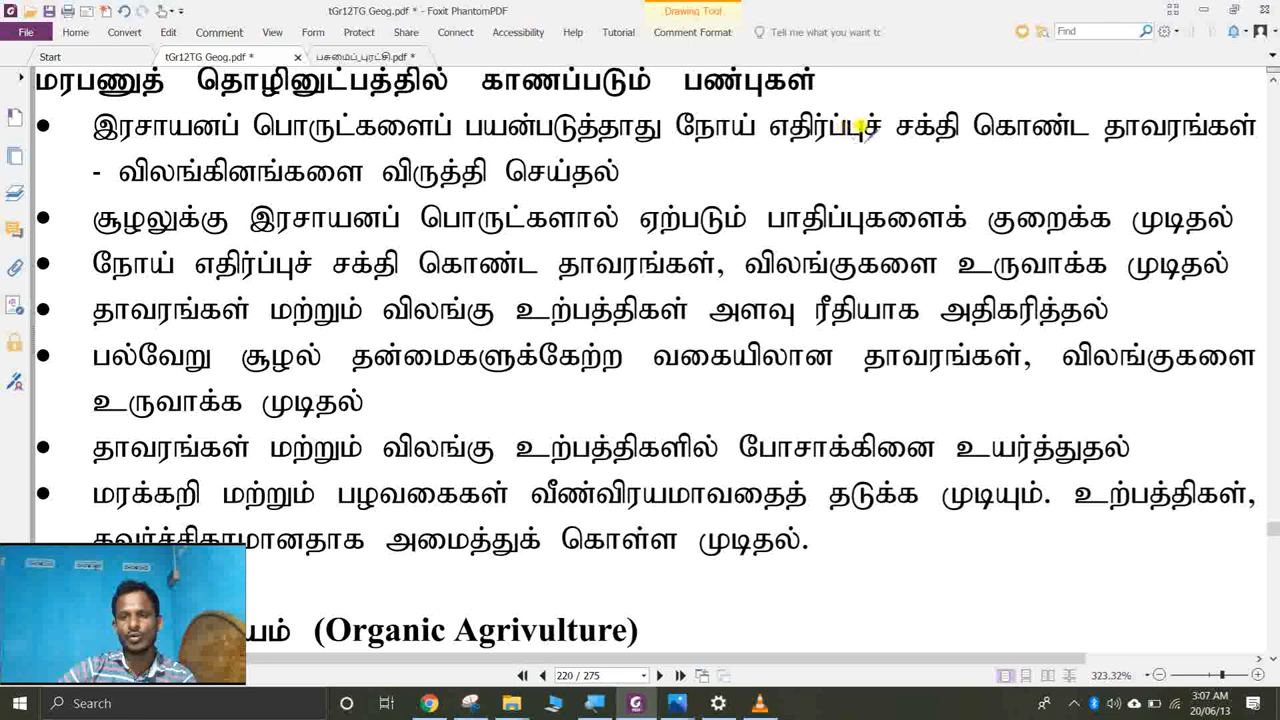 tGr12TG Geog.pdf * - Foxit PhantomPDF
Drawing Tool
File Home Convert Edit Comment View Form Protect Share Connect Accessibility Help Tutorial Comment Format Tell me what you want to Find
Start tGr12TG Geog.pdf * பசுமைப் புரட்சி.pdf *
மரபணுத் தொழினுட்பத்தில் காணப்படும் பண்புகள்
● இரசாயனப் பொருட்களைப் பயன்படுத்தாது நோய் எதிர்ப்புச் சக்தி கொண்ட தாவரங்கள்
- விலங்கினங்களை விருத்தி செய்தல்
● சூழலுக்கு இரசாயனப் பொருட்களால் ஏற்படும் பாதிப்புகளைக் குறைக்க முடிதல்
● நோய் எதிர்ப்புச் சக்தி கொண்ட தாவரங்கள், விலங்குகளை உருவாக்க முடிதல்
● தாவரங்கள் மற்றும் விலங்கு உற்பத்திகள் அளவு ரீதியாக அதிகரித்தல்
● பல்வேறு சூழல் தன்மைகளுக்கேற்ற வகையிலான தாவரங்கள், விலங்குகளை
உருவாக்க முடிதல்
● தாவரங்கள் மற்றும் விலங்கு உற்பத்திகளில் போசாக்கினை உயர்த்துதல்
● மரக்கறி மற்றும் பழவகைகள் வீண்விரயமாவதைத் தடுக்க முடியும். உற்பத்திகள்,
அமைத்துக் கொள்ள முடிதல்.
(Organic Agrivulture)
220 / 275 323.32%
Search 3:07 AM
20/06/13